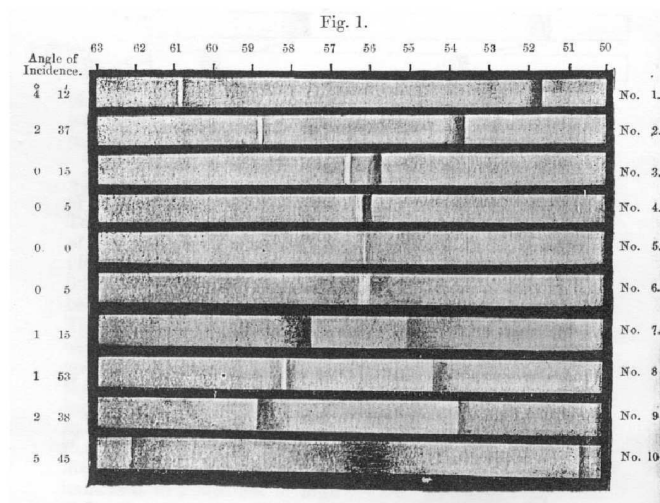 Fig. 1.
63 62 61 60 59 58 57 56 55 54 53 52 51 50
Angle of
Incidence.
° ′
4 12 No. 1.
2 37 No. 2.
0 15 No. 3.
0 5 No. 4.
0 0 No. 5.
0 5 No. 6.
1 15 No. 7.
1 53 No. 8
2 38 No. 9
5 45 No. 10